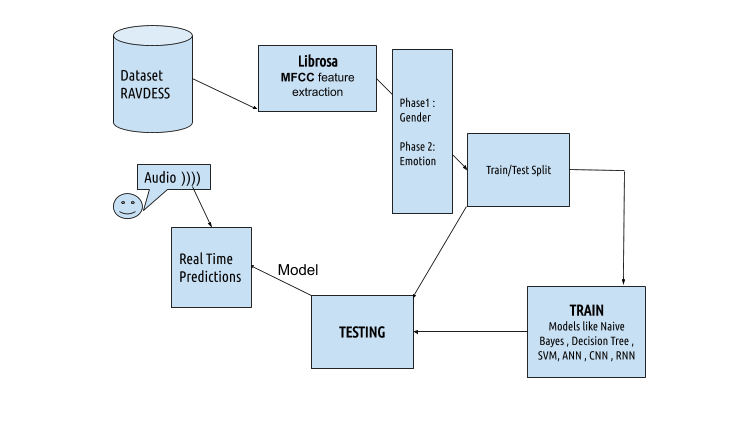 Dataset
RAVDESS
Librosa
MFCC feature
extraction
Phase1 :
Gender
Phase 2:
Emotion
Train/Test Split
Audio ))))
Real Time
Predictions
Model
TESTING
TRAIN
Models like Naive
Bayes , Decision Tree ,
SVM, ANN , CNN , RNN